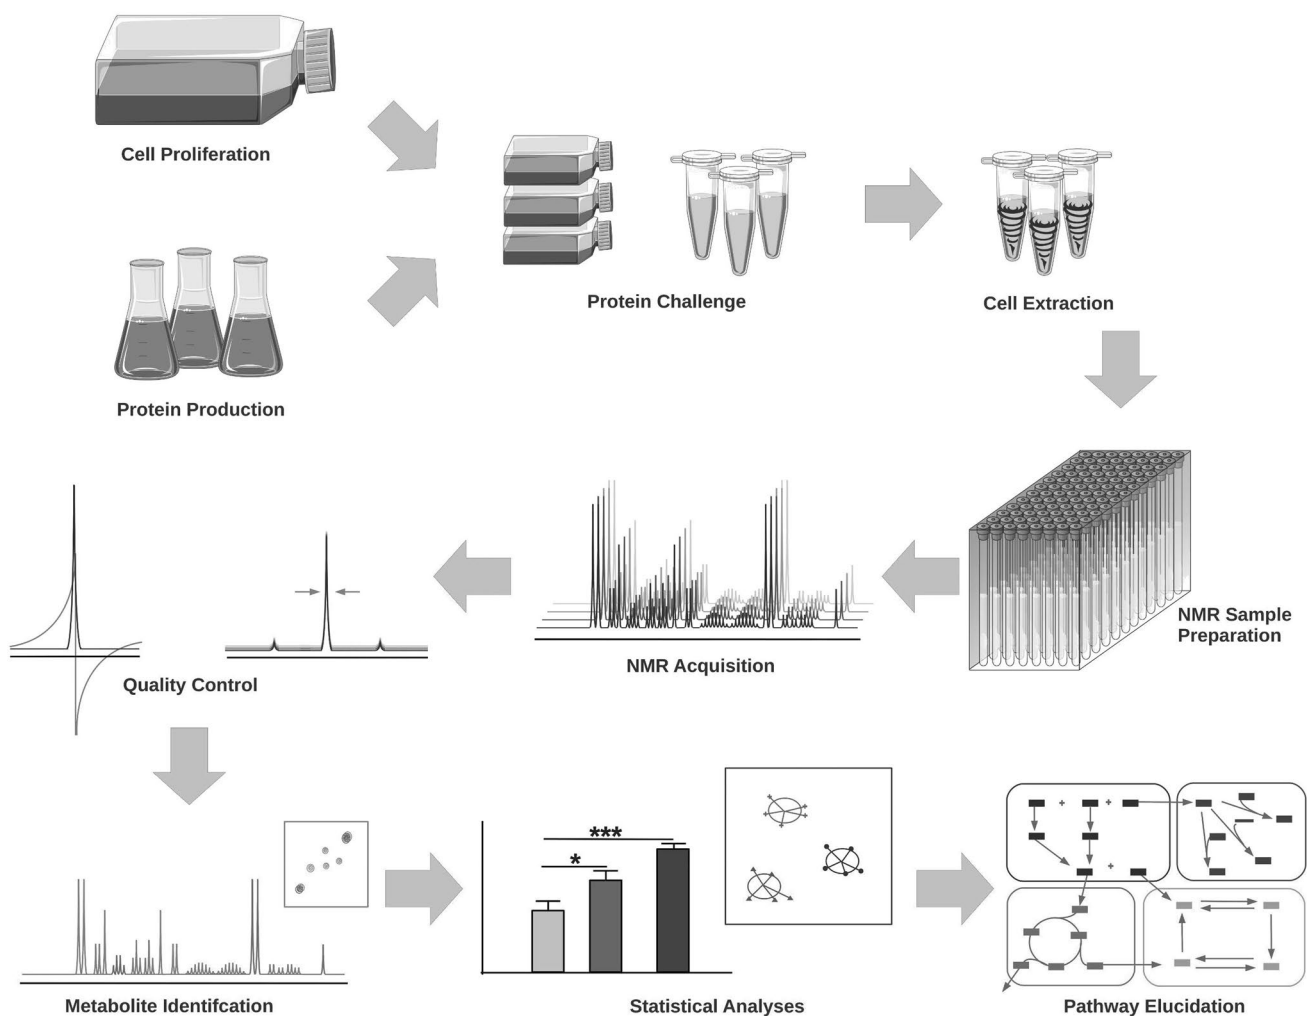 Cell Proliferation
Protein Production
Protein Challenge
Cell Extraction
NMR Sample
Preparation
NMR Acquisition
Quality Control
Metabolite Identifcation
***
*
Statistical Analyses
+ +
+
Pathway Elucidation